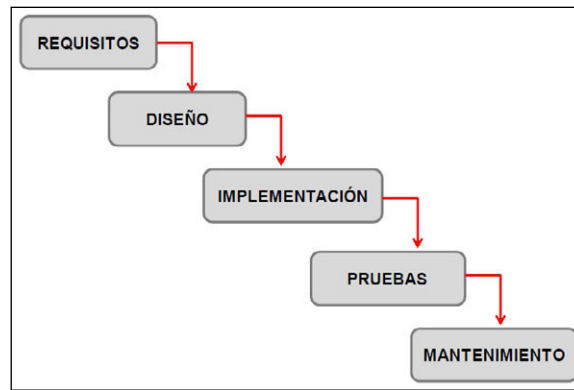 REQUISITOS
DISEÑO
IMPLEMENTACIÓN
PRUEBAS
MANTENIMIENTO